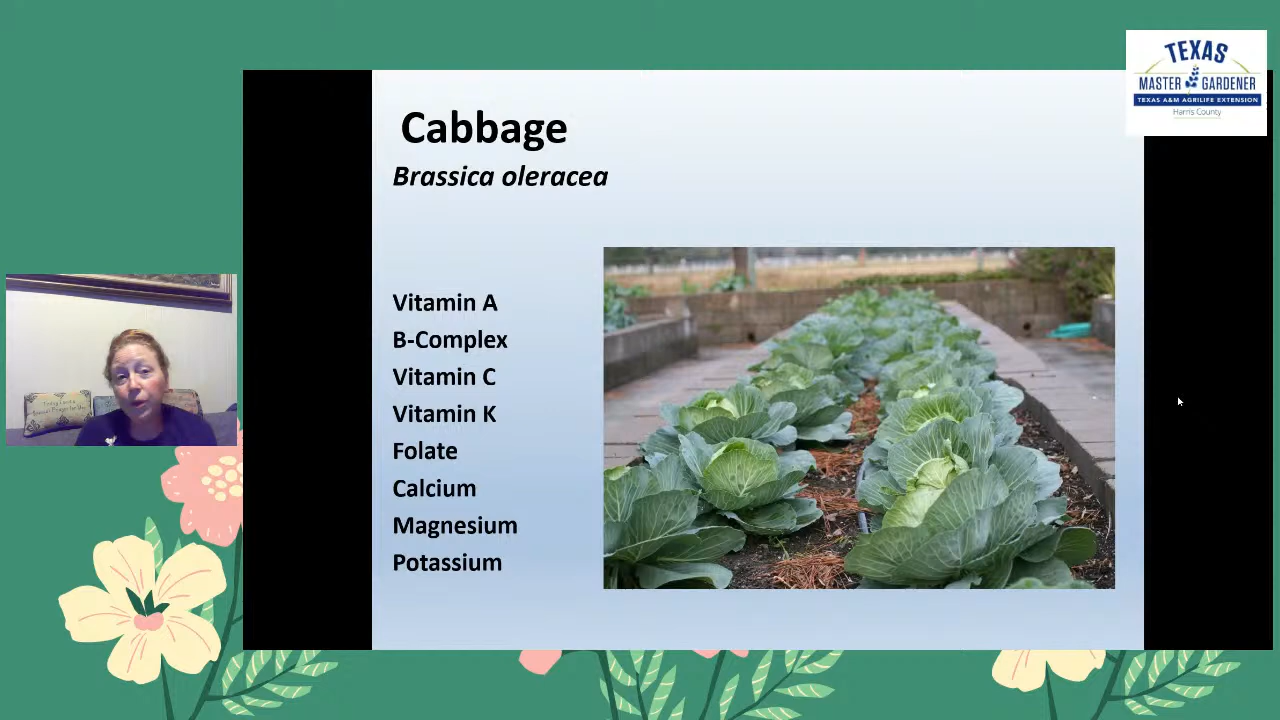 TEXAS
MASTER GARDENER
TEXAS A&M AGRILIFE EXTENSION
Harris County
Cabbage
Brassica oleracea
Vitamin A
B-Complex
Vitamin C
Vitamin K
Folate
Calcium
Magnesium
Potassium